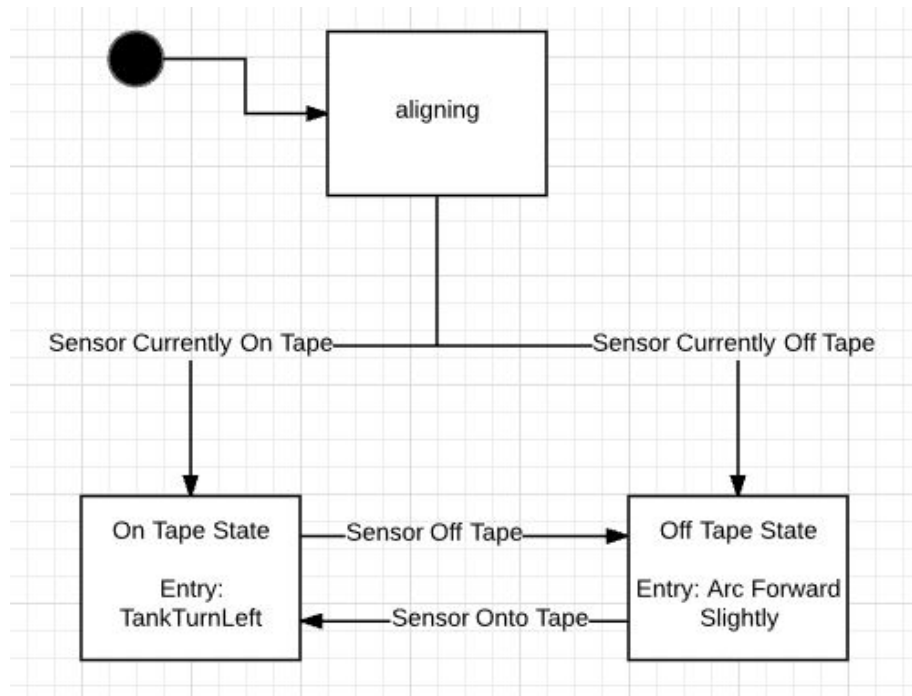 aligning
Sensor Currently On Tape
Sensor Currently Off Tape
On Tape State
Entry:
TankTurnLeft
Sensor Off Tape
Sensor Onto Tape
Off Tape State
Entry: Arc Forward
Slightly